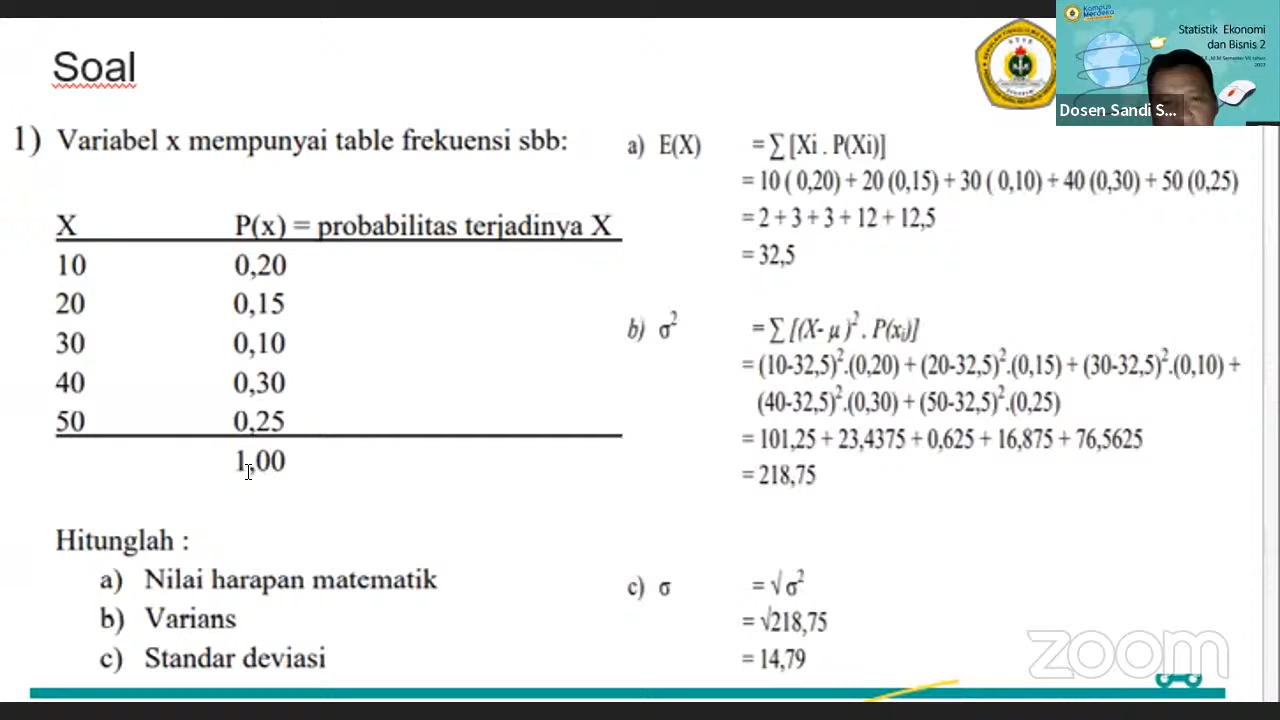 Soal
1) Variabel x mempunyai table frekuensi sbb:
X P(x) = probabilitas terjadinya X
10 0,20
20 0,15
30 0,10
40 0,30
50 0,25
1,00
Hitunglah :
a) Nilai harapan matematik
b) Varians
c) Standar deviasi
a) E(X) = ∑ [Xi . P(Xi)]
= 10 ( 0,20) + 20 (0,15) + 30 ( 0,10) + 40 (0,30) + 50 (0,25)
= 2 + 3 + 3 + 12 + 12,5
= 32,5
b) σ² = ∑ [(X- μ )² . P(xᵢ)]
= (10-32,5)².(0,20) + (20-32,5)².(0,15) + (30-32,5)².(0,10) +
(40-32,5)².(0,30) + (50-32,5)².(0,25)
= 101,25 + 23,4375 + 0,625 + 16,875 + 76,5625
= 218,75
c) σ = √ σ²
= √218,75
= 14,79
Kampus
Merdeka
Statistik Ekonomi
dan Bisnis 2
Dosen Sandi S...
zoom